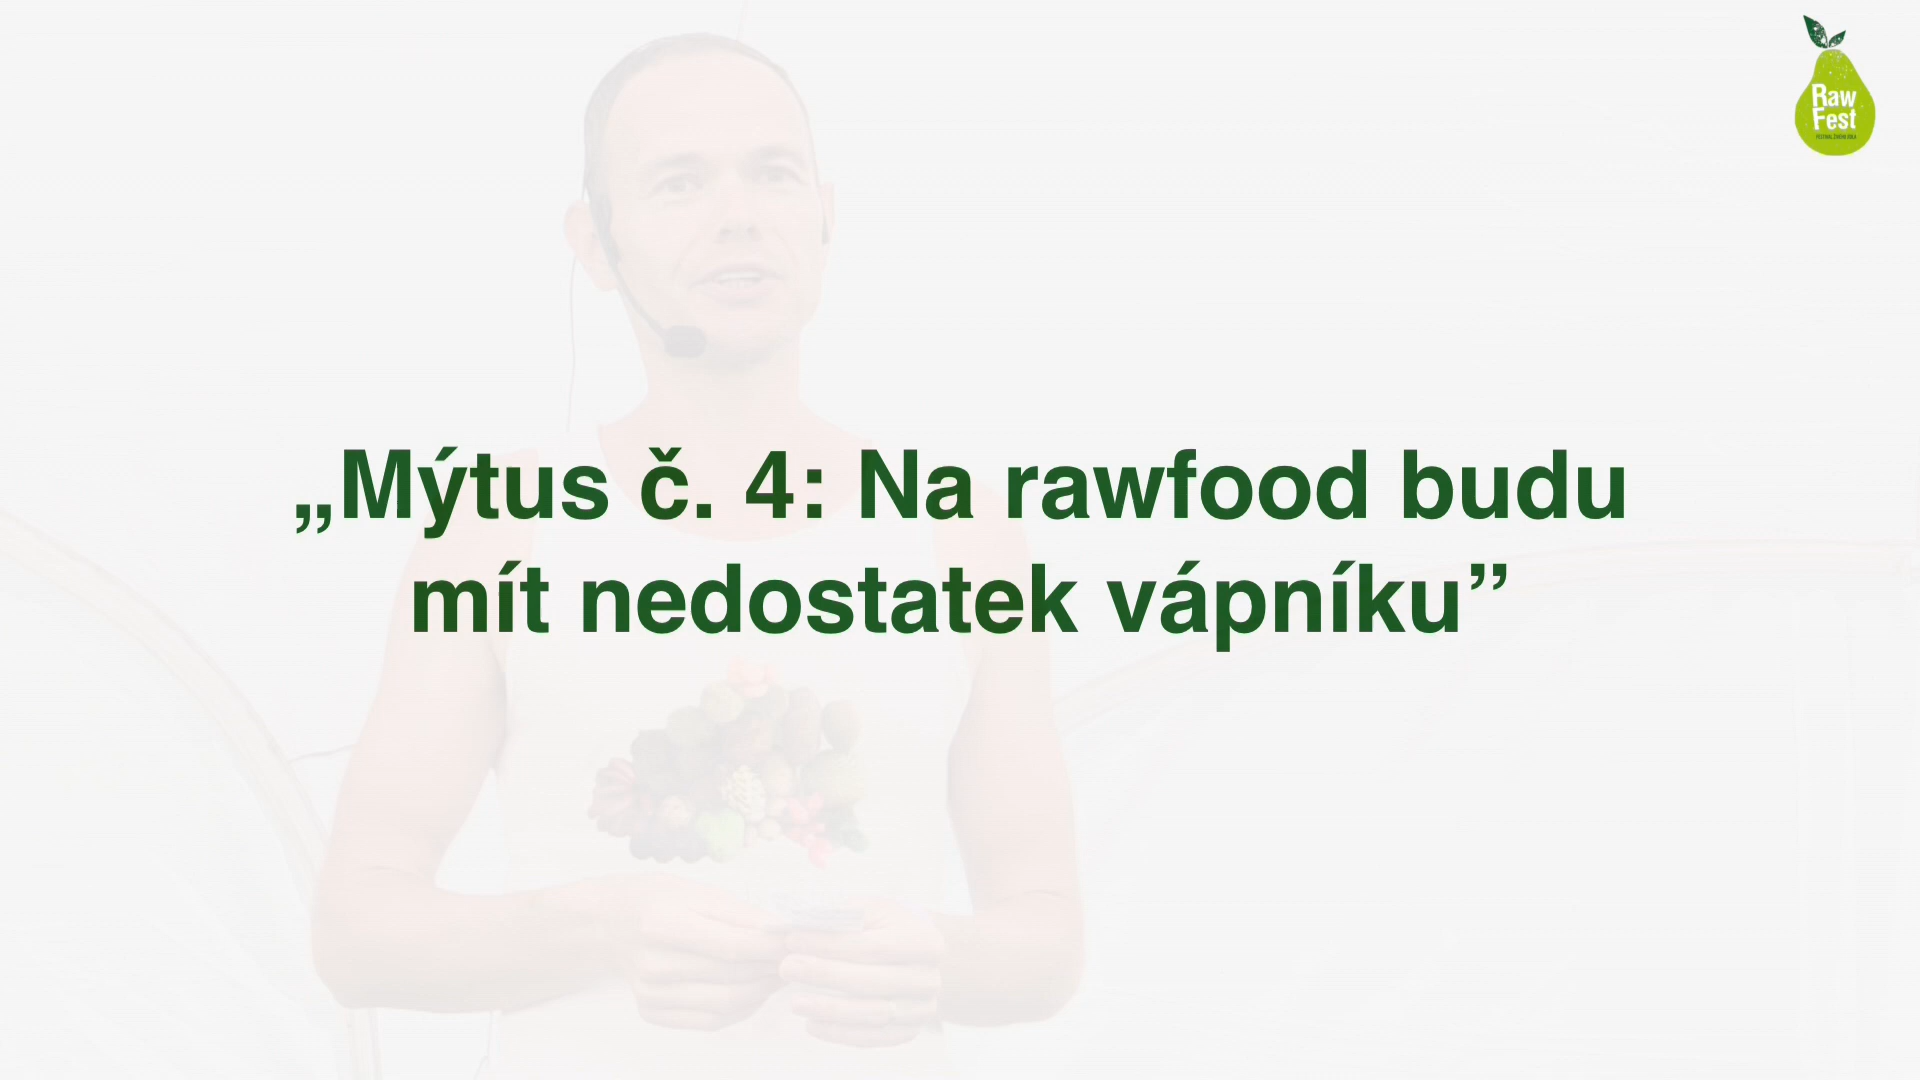 Raw
Fest
„Mýtus č. 4: Na rawfood budu
mít nedostatek vápníku”